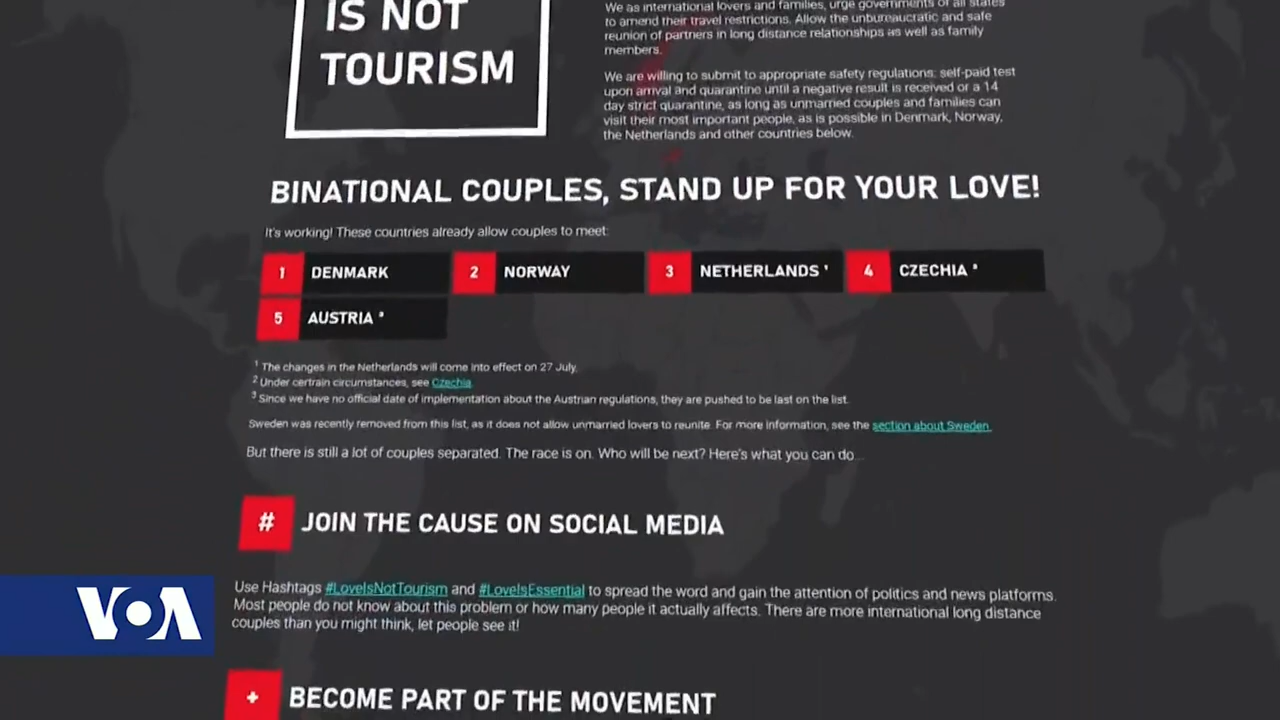 IS NOT
TOURISM
We as international lovers and families, urge governments of all states
to amend their travel restrictions. Allow the unbureaucratic and safe
reunion of partners in long distance relationships as well as family
members.
We are willing to submit to appropriate safety regulations: self-paid test
upon arrival and quarantine until a negative result is received or a 14
day strict quarantine, as long as unmarried couples and families can
visit their most important people, as is possible in Denmark, Norway,
the Netherlands and other countries below.
BINATIONAL COUPLES, STAND UP FOR YOUR LOVE!
It's working! These countries already allow couples to meet:
1 DENMARK 2 NORWAY 3 NETHERLANDS ¹ 4 CZECHIA ²
5 AUSTRIA ³
¹ The changes in the Netherlands will come into effect on 27 July.
² Under certrain circumstances, see Czechia.
³ Since we have no official date of implementation about the Austrian regulations, they are pushed to be last on the list.
Sweden was recently removed from this list, as it does not allow unmarried lovers to reunite. For more information, see the section about Sweden.
But there is still a lot of couples separated. The race is on. Who will be next? Here's what you can do...
# JOIN THE CAUSE ON SOCIAL MEDIA
Use Hashtags #LoveIsNotTourism and #LoveIsEssential to spread the word and gain the attention of politics and news platforms.
Most people do not know about this problem or how many people it actually affects. There are more international long distance
couples than you might think, let people see it!
VOA
+ BECOME PART OF THE MOVEMENT